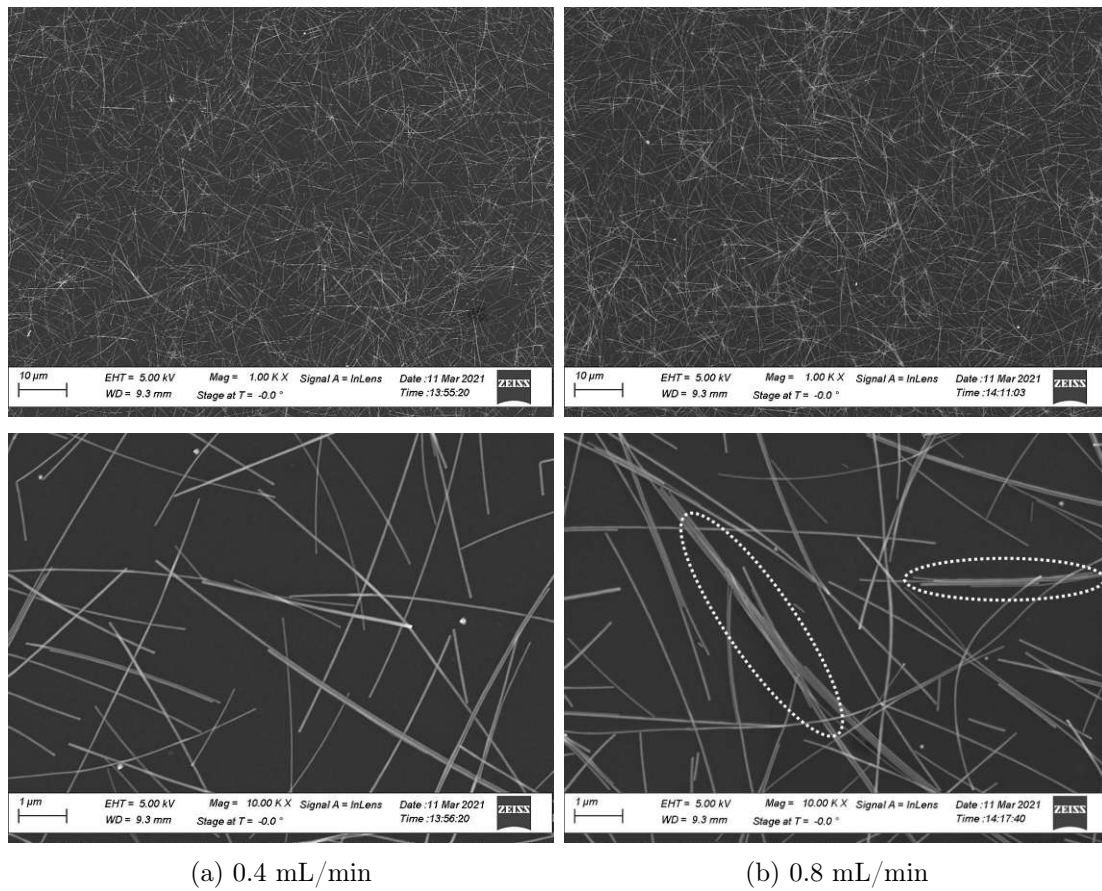 10 µm
EHT = 5.00 kV Mag = 1.00 K X Signal A = InLens Date :11 Mar 2021
WD = 9.3 mm Stage at T = -0.0 ° Time :13:55:20
ZEISS
10 µm
EHT = 5.00 kV Mag = 1.00 K X Signal A = InLens Date :11 Mar 2021
WD = 9.3 mm Stage at T = -0.0 ° Time :14:11:03
ZEISS
1 µm
EHT = 5.00 kV Mag = 10.00 K X Signal A = InLens Date :11 Mar 2021
WD = 9.3 mm Stage at T = -0.0 ° Time :13:56:20
ZEISS
1 µm
EHT = 5.00 kV Mag = 10.00 K X Signal A = InLens Date :11 Mar 2021
WD = 9.3 mm Stage at T = -0.0 ° Time :14:17:40
ZEISS
(a) 0.4 mL/min
(b) 0.8 mL/min